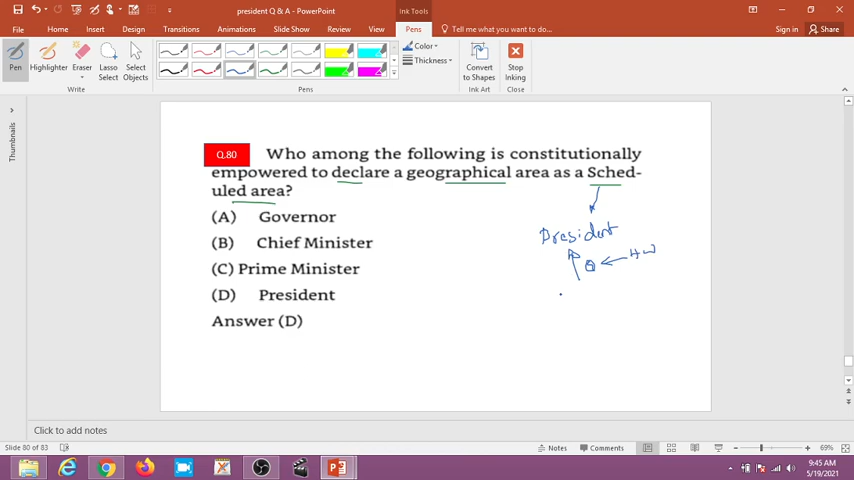 president Q & A - PowerPoint
Ink Tools
Sign in
Share
File
Home
Insert
Design
Transitions
Animations
Slide Show
Review
View
Pens
Tell me what you want to do...
Pen
Highlighter
Eraser
Lasso
Select
Select
Objects
Color
Thickness
Convert
to Shapes
Stop
Inking
Write
Pens
Ink Art
Close
Thumbnails
Q.80 Who among the following is constitutionally
empowered to declare a geographical area as a Sched-
uled area?
(A) Governor
(B) Chief Minister
(C) Prime Minister
(D) President
Answer (D)
President
HW
Click to add notes
Slide 80 of 83
Notes
Comments
69%
9:45 AM
5/19/2021